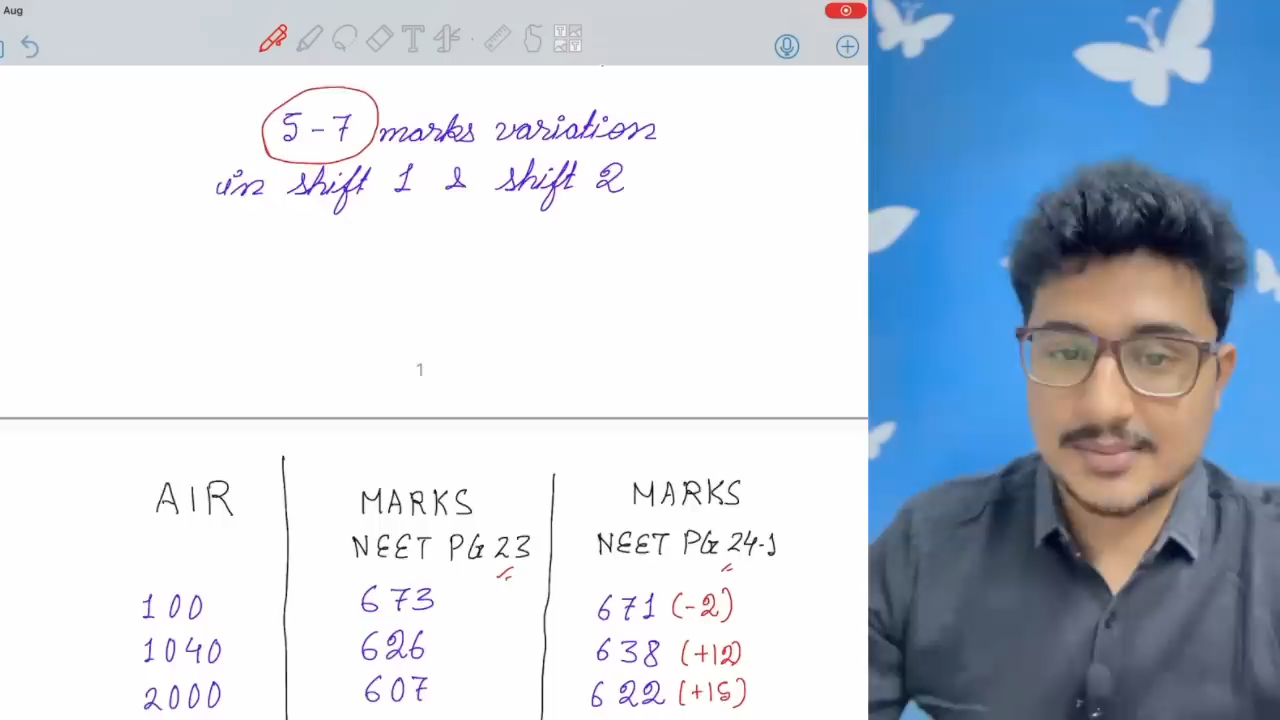 Aug
5-7 marks variation
in shift 1 & shift 2
1
AIR MARKS MARKS
NEET PG 23 NEET PG 24-1
100 673 671 (-2)
1040 626 638 (+12)
2000 607 622 (+15)